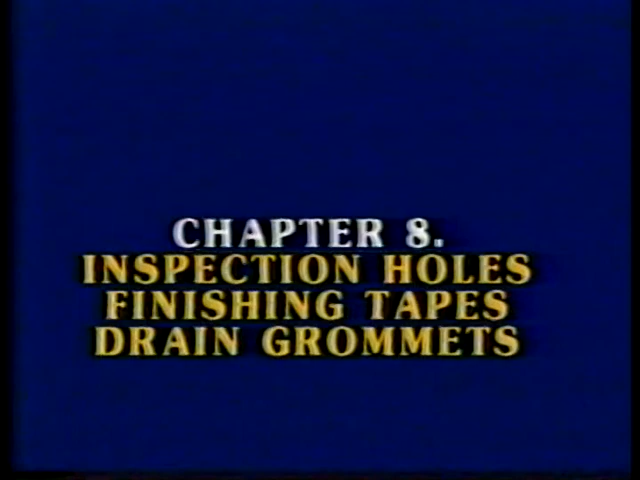 CHAPTER 8.
INSPECTION HOLES
FINISHING TAPES
DRAIN GROMMETS